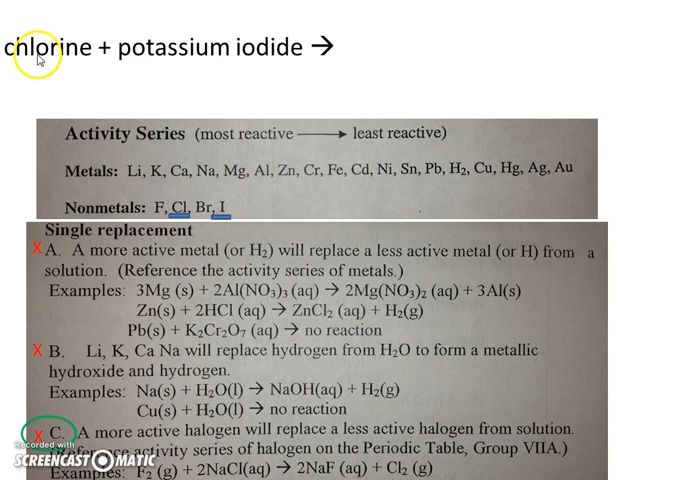 chlorine + potassium iodide →
Activity Series (most reactive → least reactive)
Metals: Li, K, Ca, Na, Mg, Al, Zn, Cr, Fe, Cd, Ni, Sn, Pb, H₂, Cu, Hg, Ag, Au
Nonmetals: F, Cl, Br, I
Single replacement
X A. A more active metal (or H₂) will replace a less active metal (or H) from a
solution. (Reference the activity series of metals.)
Examples: 3Mg (s) + 2Al(NO₃)₃ (aq) → 2Mg(NO₃)₂ (aq) + 3Al(s)
Zn(s) + 2HCl (aq) → ZnCl₂ (aq) + H₂(g)
Pb(s) + K₂Cr₂O₇ (aq) → no reaction
X B. Li, K, Ca Na will replace hydrogen from H₂O to form a metallic
hydroxide and hydrogen.
Examples: Na(s) + H₂O(l) → NaOH(aq) + H₂(g)
Cu(s) + H₂O(l) → no reaction
X C. A more active halogen will replace a less active halogen from solution.
Recorded with
(Reference activity series of halogen on the Periodic Table, Group VIIA.)
SCREENCAST MATIC
Examples: F₂ (g) + 2NaCl(aq) → 2NaF (aq) + Cl₂ (g)